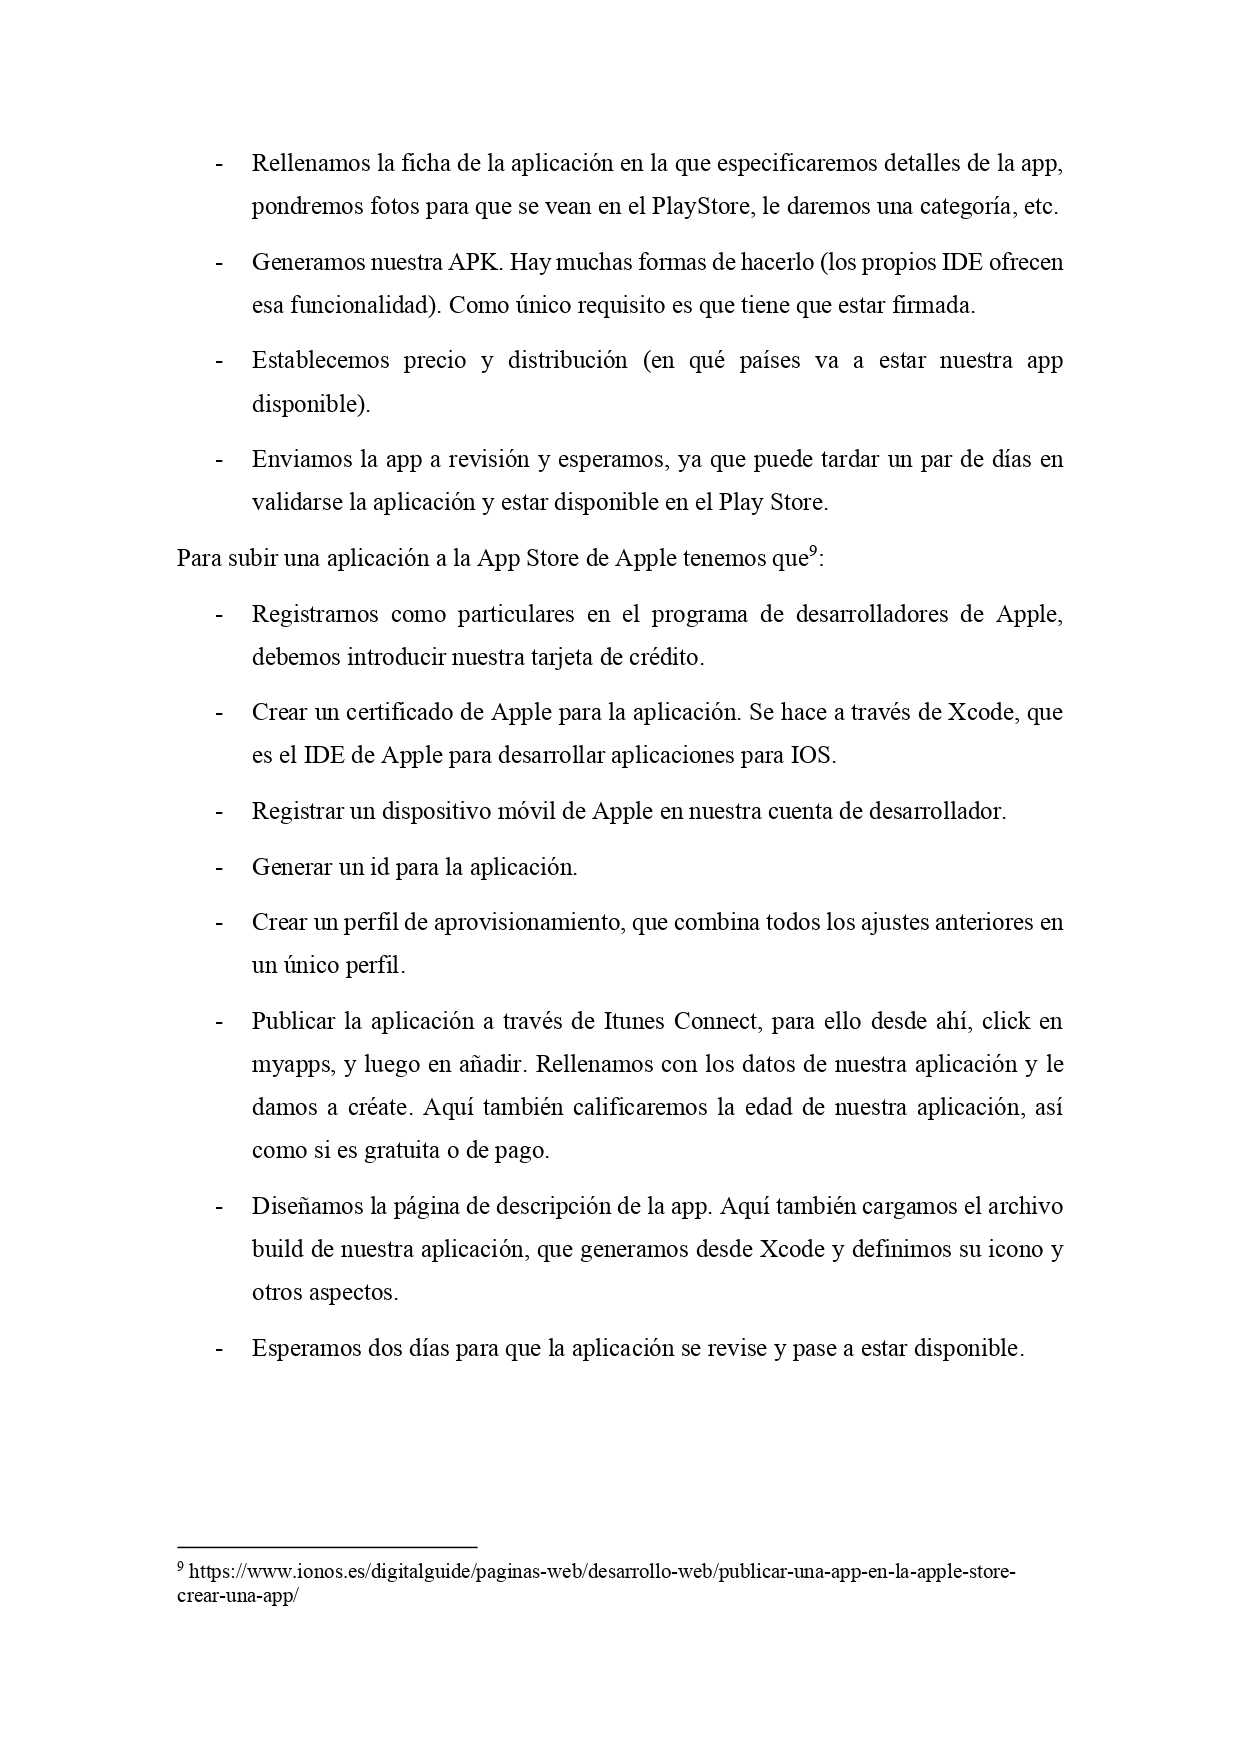 - Rellenamos la ficha de la aplicación en la que especificaremos detalles de la app,
pondremos fotos para que se vean en el PlayStore, le daremos una categoría, etc.
- Generamos nuestra APK. Hay muchas formas de hacerlo (los propios IDE ofrecen
esa funcionalidad). Como único requisito es que tiene que estar firmada.
- Establecemos precio y distribución (en qué países va a estar nuestra app
disponible).
- Enviamos la app a revisión y esperamos, ya que puede tardar un par de días en
validarse la aplicación y estar disponible en el Play Store.
Para subir una aplicación a la App Store de Apple tenemos que⁹:
- Registrarnos como particulares en el programa de desarrolladores de Apple,
debemos introducir nuestra tarjeta de crédito.
- Crear un certificado de Apple para la aplicación. Se hace a través de Xcode, que
es el IDE de Apple para desarrollar aplicaciones para IOS.
- Registrar un dispositivo móvil de Apple en nuestra cuenta de desarrollador.
- Generar un id para la aplicación.
- Crear un perfil de aprovisionamiento, que combina todos los ajustes anteriores en
un único perfil.
- Publicar la aplicación a través de Itunes Connect, para ello desde ahí, click en
myapps, y luego en añadir. Rellenamos con los datos de nuestra aplicación y le
damos a créate. Aquí también calificaremos la edad de nuestra aplicación, así
como si es gratuita o de pago.
- Diseñamos la página de descripción de la app. Aquí también cargamos el archivo
build de nuestra aplicación, que generamos desde Xcode y definimos su icono y
otros aspectos.
- Esperamos dos días para que la aplicación se revise y pase a estar disponible.
⁹ https://www.ionos.es/digitalguide/paginas-web/desarrollo-web/publicar-una-app-en-la-apple-store-
crear-una-app/